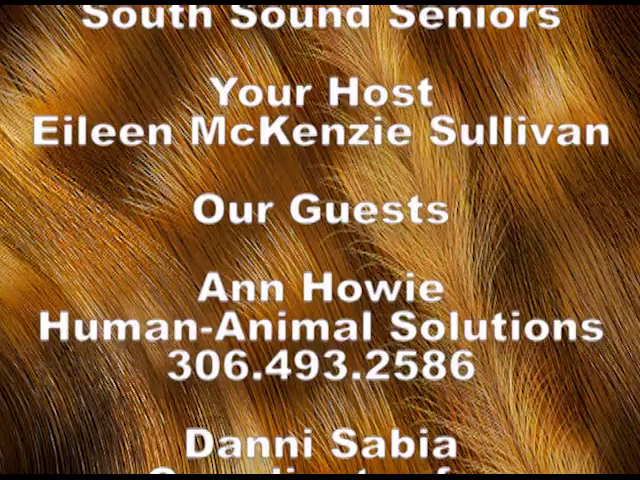 South Sound Seniors
Your Host
Eileen McKenzie Sullivan
Our Guests
Ann Howie
Human-Animal Solutions
306.493.2586
Danni Sabia